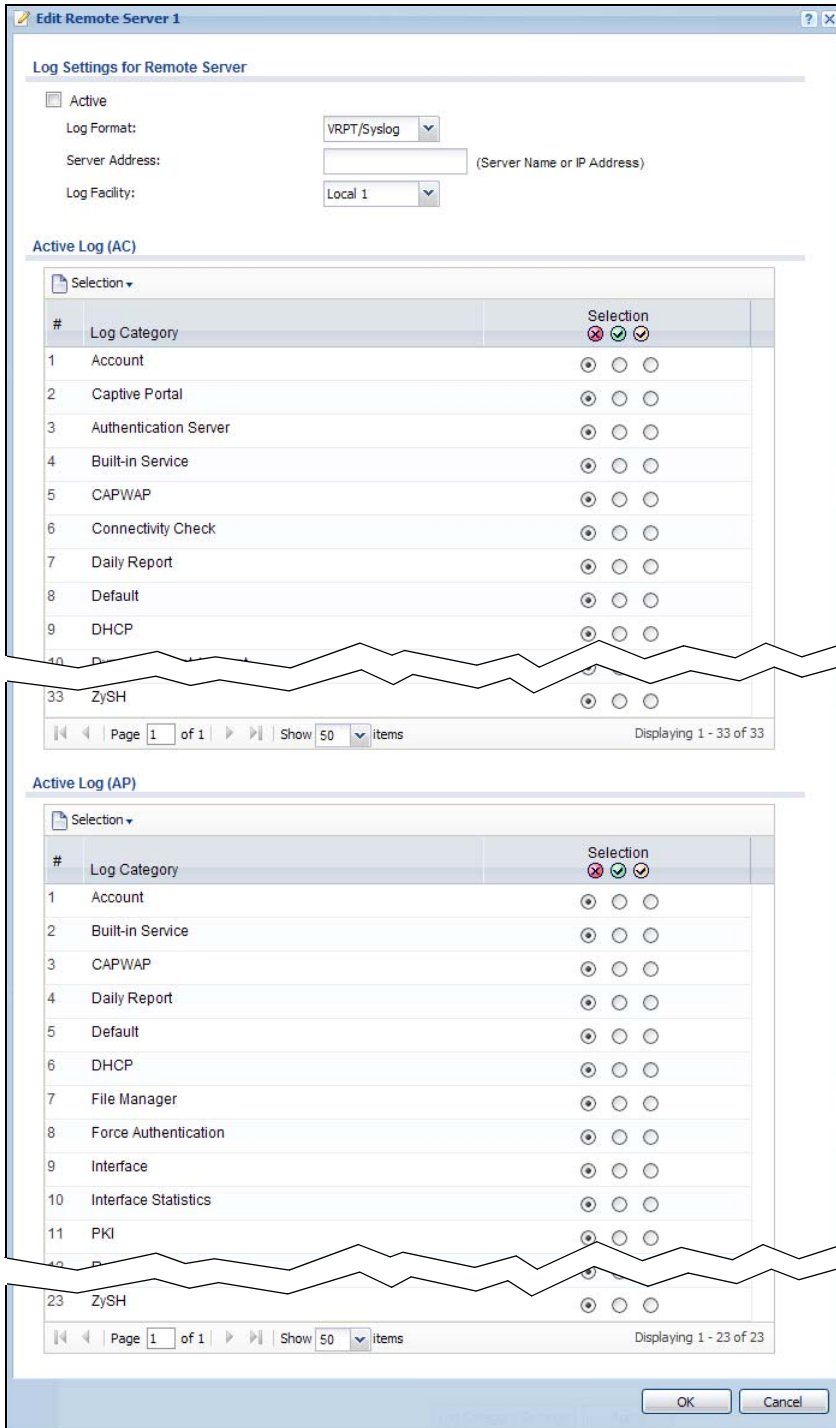 Edit Remote Server 1
Log Settings for Remote Server
Active
Log Format: VRPT/Syslog
Server Address: (Server Name or IP Address)
Log Facility: Local 1
Active Log (AC)
Selection
# Log Category Selection
1 Account
2 Captive Portal
3 Authentication Server
4 Built-in Service
5 CAPWAP
6 Connectivity Check
7 Daily Report
8 Default
9 DHCP
10
33 ZySH
Page 1 of 1 Show 50 items Displaying 1 - 33 of 33
Active Log (AP)
Selection
# Log Category Selection
1 Account
2 Built-in Service
3 CAPWAP
4 Daily Report
5 Default
6 DHCP
7 File Manager
8 Force Authentication
9 Interface
10 Interface Statistics
11 PKI
23 ZySH
Page 1 of 1 Show 50 items Displaying 1 - 23 of 23
OK Cancel